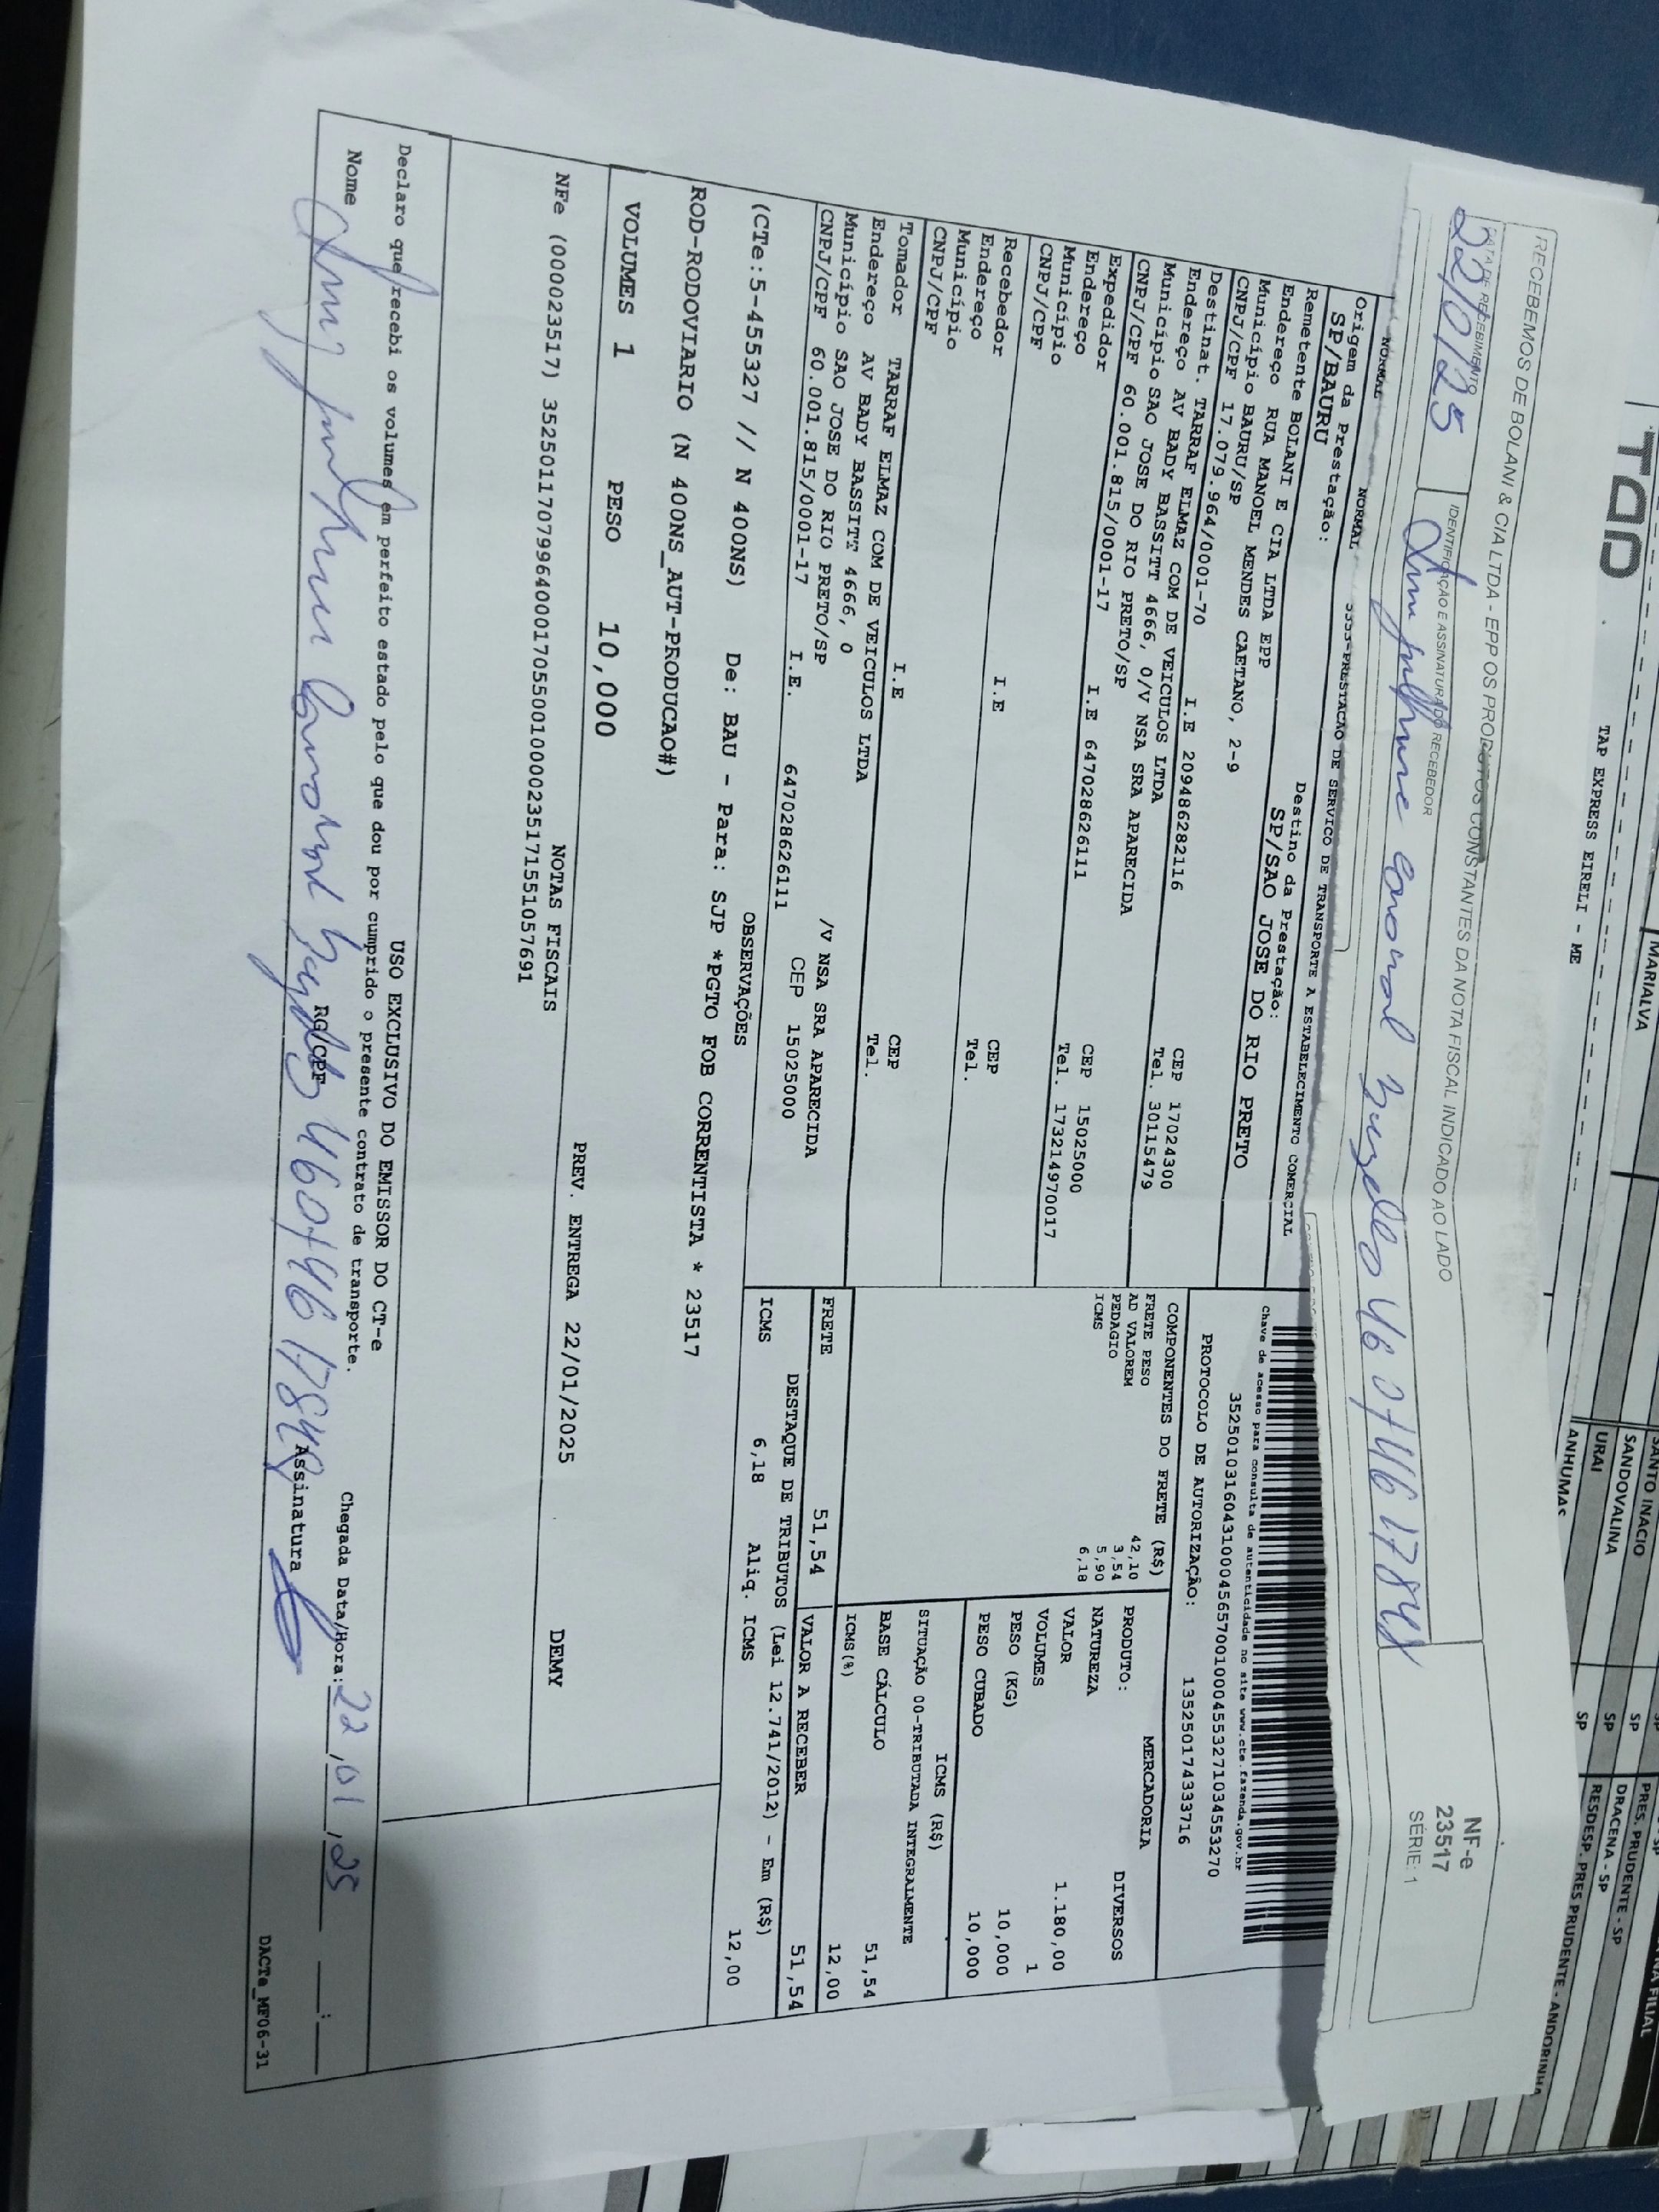 MARIALVA
TAP
TAP EXPRESS EIRELI - ME
SANTO INACIO
SANDOVALINA SP
URAI SP
ANHUMAS SP
PRES. PRUDENTE - SP
DRACENA - SP
RESDESP. PRES PRUDENTE - ANDORINHA
FILIAL
RECEBEMOS DE BOLANI & CIA LTDA - EPP OS PRODUTOS CONSTANTES DA NOTA FISCAL INDICADO AO LADO
DATA DE RECEBIMENTO
22/01/25
IDENTIFICAÇÃO E ASSINATURA DO RECEBEDOR
46074617848
NF-e
23517
SÉRIE: 1
NORMAL NORMAL 5353-PRESTACAO DE SERVICO DE TRANSPORTE A ESTABELECIMENTO COMERCIAL
Origem da Prestação:
SP/BAURU
Destino da Prestação:
SP/SAO JOSE DO RIO PRETO
Remetente BOLANI E CIA LTDA EPP
Endereço RUA MANOEL MENDES CAETANO, 2-9
Município BAURU/SP CEP 17024300
CNPJ/CPF 17.079.964/0001-70 I.E 209486282116 Tel. 30115479
Destinat. TARRAF ELMAZ COM DE VEICULOS LTDA
Endereço AV BADY BASSITT 4666, 0/V NSA SRA APARECIDA
Município SAO JOSE DO RIO PRETO/SP CEP 15025000
CNPJ/CPF 60.001.815/0001-17 I.E 647028626111 Tel. 173214970017
Expedidor
Endereço
Município CEP
CNPJ/CPF I.E Tel.
Recebedor
Endereço
Município CEP
CNPJ/CPF I.E Tel.
Tomador TARRAF ELMAZ COM DE VEICULOS LTDA
Endereço AV BADY BASSITT 4666, 0 /V NSA SRA APARECIDA
Município SAO JOSE DO RIO PRETO/SP CEP 15025000
CNPJ/CPF 60.001.815/0001-17 I.E. 647028626111
Chave de acesso para consulta de autenticidade no site www.cte.fazenda.gov.br
35250103160431000456570010004553271034553270
PROTOCOLO DE AUTORIZAÇÃO: 135250174333716
COMPONENTES DO FRETE (R$)
FRETE PESO 42,10
AD VALOREM 3,54
PEDAGIO 5,90
ICMS 6,18
MERCADORIA
PRODUTO: DIVERSOS
NATUREZA
VALOR 1.180,00
VOLUMES 1
PESO (KG) 10,000
PESO CUBADO 10,000
ICMS (R$)
SITUAÇÃO 00-TRIBUTADA INTEGRALMENTE
BASE CÁLCULO 51,54
ICMS(%) 12,00
FRETE 51,54 VALOR A RECEBER 51,54
DESTAQUE DE TRIBUTOS (Lei 12.741/2012) - Em (R$)
ICMS 6,18 Aliq. ICMS 12,00
OBSERVAÇÕES
(CTe:5-455327 // N 400NS) De: BAU - Para: SJP *PGTO FOB CORRENTISTA * 23517
ROD-RODOVIARIO (N 400NS_AUT-PRODUCAO#)
VOLUMES 1 PESO 10,000 PREV. ENTREGA 22/01/2025 DEMY
NOTAS FISCAIS
NFe (000023517) 35250117079964000170550010000235171551057691
USO EXCLUSIVO DO EMISSOR DO CT-e
Declaro que recebi os volumes em perfeito estado pelo que dou por cumprido o presente contrato de transporte.
Chegada Data/Hora: 22,01,25 :
Nome RG/CPF 46074617848 Assinatura
DACTe_MF06-31